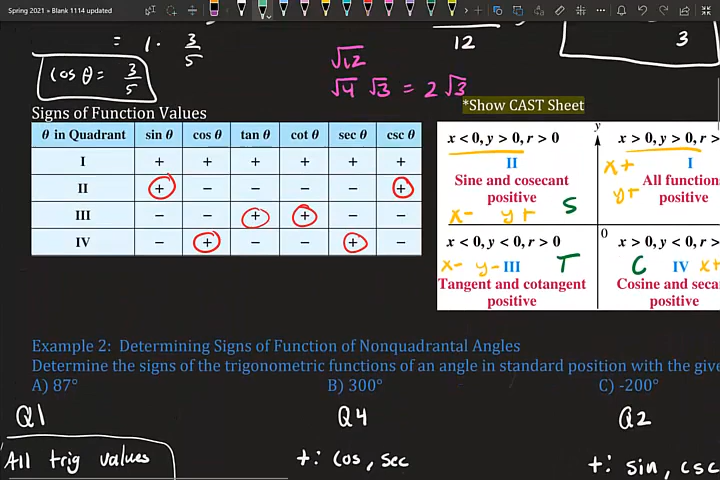 Spring 2021 » Blank 1114 updated
= 1 · 3/5
12
3
cos θ = 3/5
√12
√4 √3 = 2√3
*Show CAST Sheet
Signs of Function Values
θ in Quadrant sin θ cos θ tan θ cot θ sec θ csc θ
I + + + + + +
II + − − − − +
III − − + + − −
IV − + − − + −
y
x < 0, y > 0, r > 0
II
Sine and cosecant
positive
x- y+ S
x > 0, y > 0, r >
x+ I
All function
y+ positive
x < 0, y < 0, r > 0
x- y- III T
Tangent and cotangent
positive
0
x > 0, y < 0, r >
C IV x+
Cosine and seca
positive
Example 2: Determining Signs of Function of Nonquadrantal Angles
Determine the signs of the trigonometric functions of an angle in standard position with the give
A) 87° B) 300° C) -200°
Q1 Q4 Q2
All trig values +: cos, sec +: sin, csc